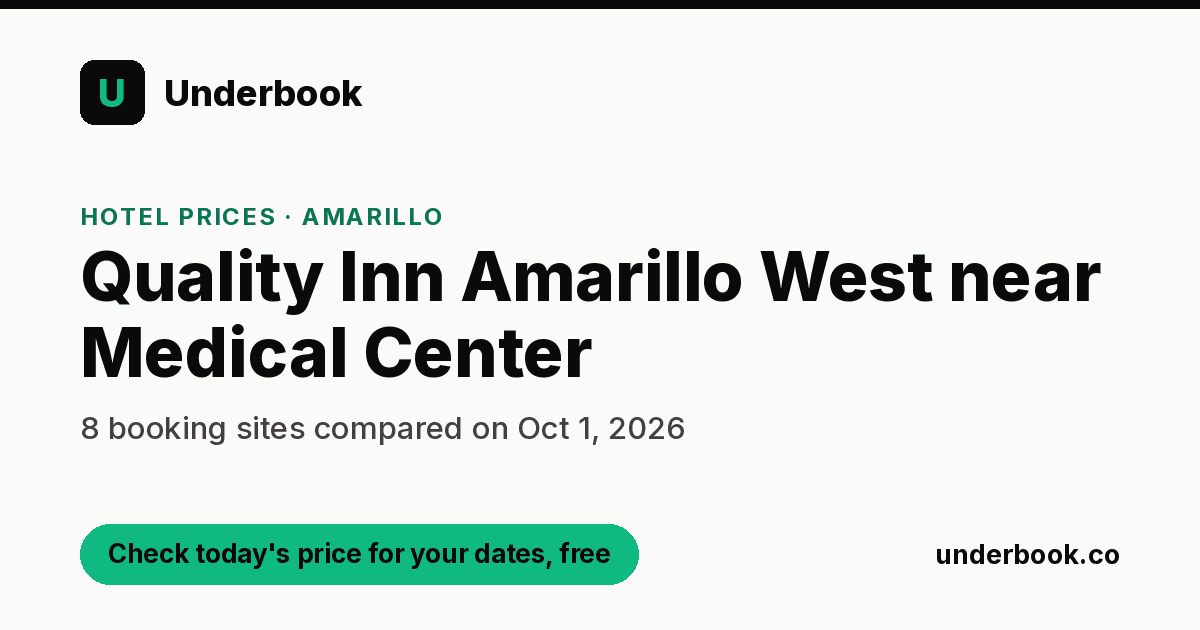 U Underbook
HOTEL PRICES · AMARILLO
Quality Inn Amarillo West near
Medical Center
8 booking sites compared on Oct 1, 2026
Check today's price for your dates, free
underbook.co